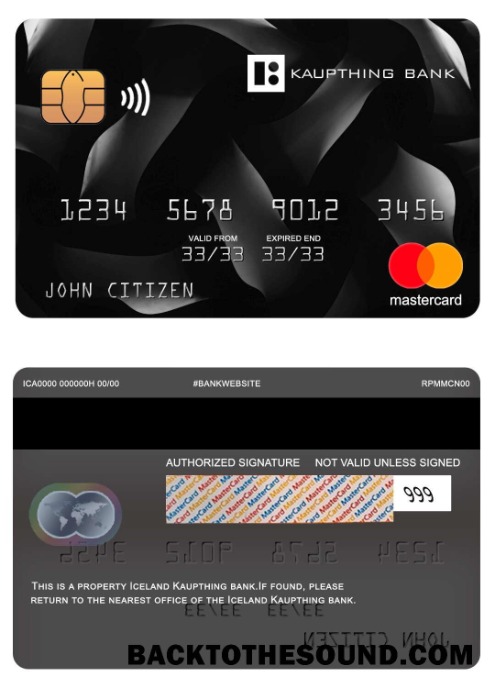 KAUPTHING BANK
1234 5678 9012 3456
VALID FROM EXPIRED END
33/33 33/33
JOHN CITIZEN
mastercard
ICA0000 000000H 00/00 #BANKWEBSITE RPMMCN00
AUTHORIZED SIGNATURE NOT VALID UNLESS SIGNED
MasterCard MasterCard MasterCard
999
THIS IS A PROPERTY ICELAND KAUPTHING BANK.IF FOUND, PLEASE
RETURN TO THE NEAREST OFFICE OF THE ICELAND KAUPTHING BANK.
BACKTOTHESOUND.COM